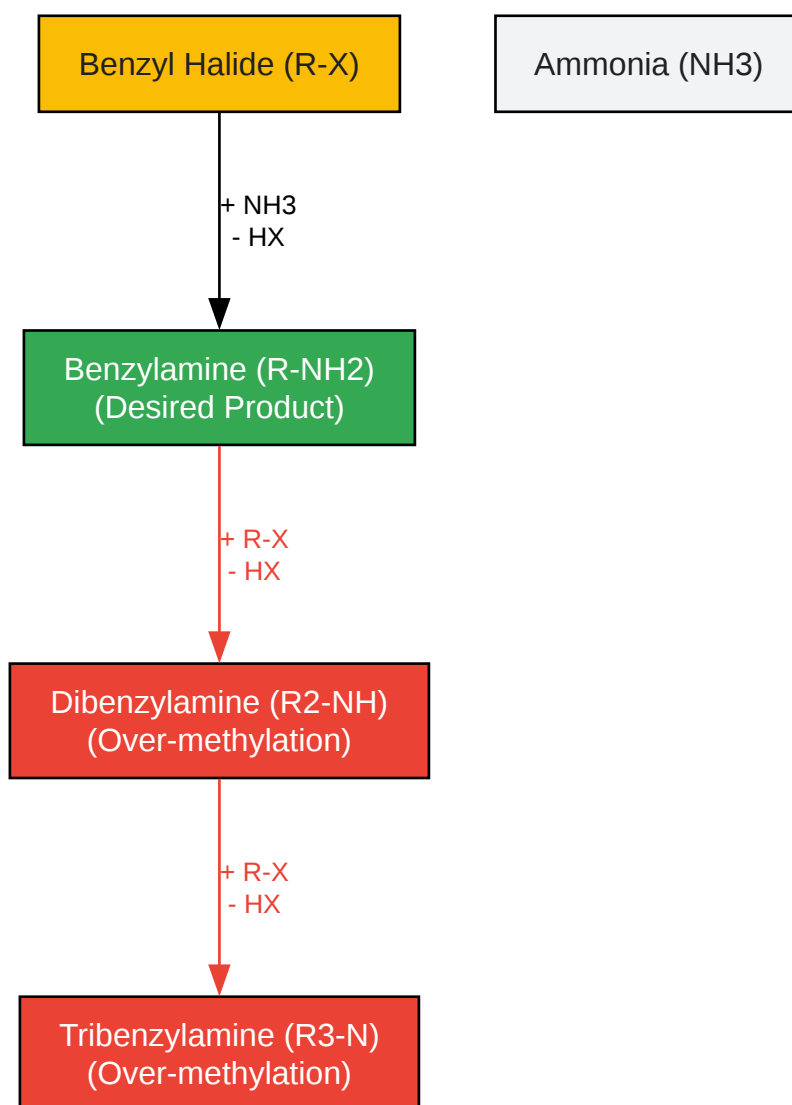 Benzyl Halide (R-X)
Ammonia (NH3)
+ NH3
- HX
Benzylamine (R-NH2)
(Desired Product)
+ R-X
- HX
Dibenzylamine (R2-NH)
(Over-methylation)
+ R-X
- HX
Tribenzylamine (R3-N)
(Over-methylation)